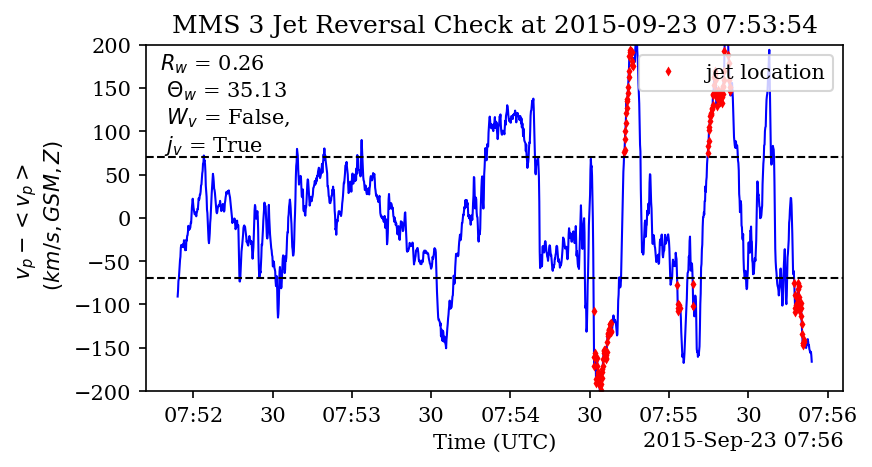 MMS 3 Jet Reversal Check at 2015-09-23 07:53:54
R_w = 0.26
Θ_w = 35.13
W_v = False,
j_v = True
jet location
v_p − <v_p>
(km/s, GSM, Z)
200
150
100
50
0
−50
−100
−150
−200
07:52 30 07:53 30 07:54 30 07:55 30 07:56
Time (UTC)
2015-Sep-23 07:56